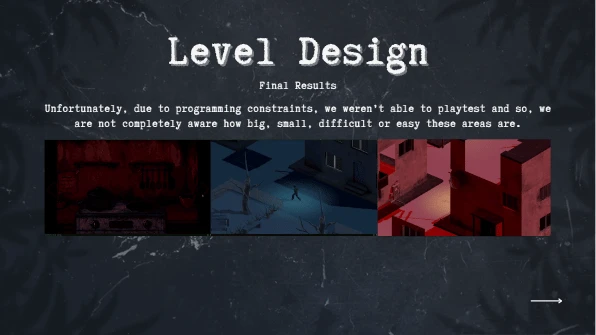 Level Design
Final Results
Unfortunately, due to programming constraints, we weren't able to playtest and so, we
are not completely aware how big, small, difficult or easy these areas are.